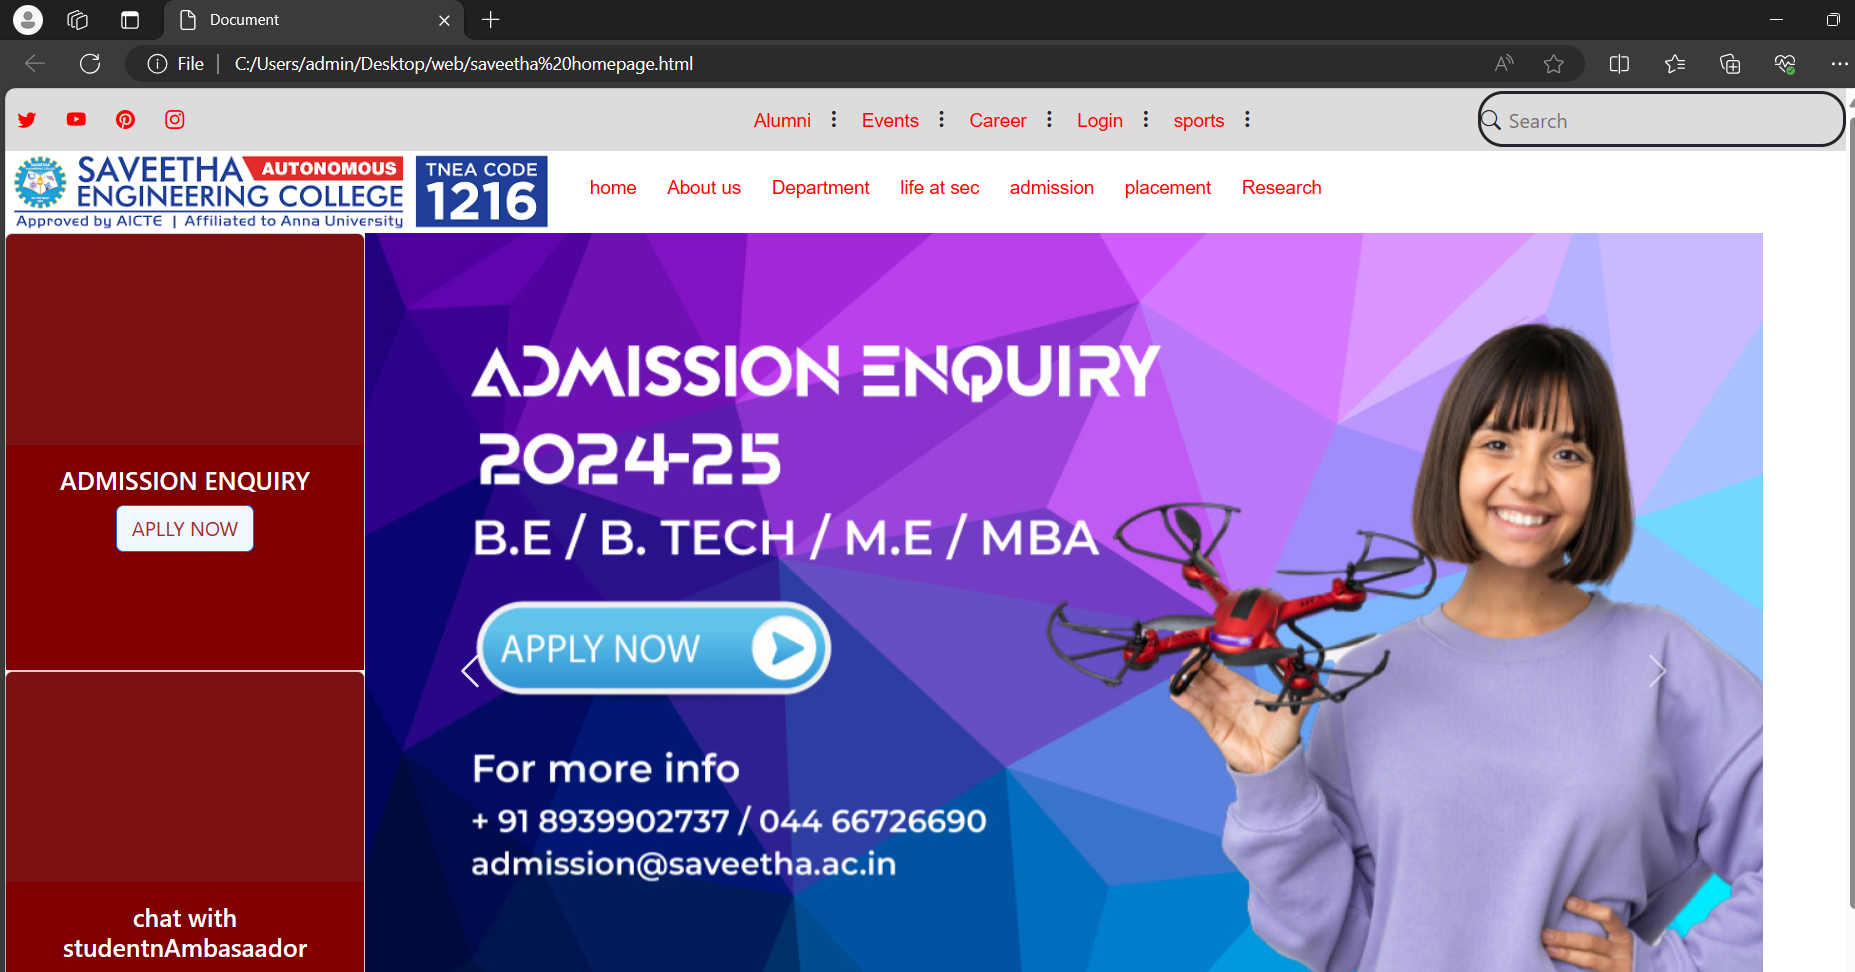 Document
File
C:/Users/admin/Desktop/web/saveetha%20homepage.html
Alumni Events Career Login sports
Search
SAVEETHA AUTONOMOUS
ENGINEERING COLLEGE
Approved by AICTE | Affiliated to Anna University
TNEA CODE
1216
home About us Department life at sec admission placement Research
ADMISSION ENQUIRY
APLLY NOW
chat with
studentnAmbasaador
ADMISSION ENQUIRY
2024-25
B.E / B. TECH / M.E / MBA
APPLY NOW
For more info
+ 91 8939902737 / 044 66726690
admission@saveetha.ac.in